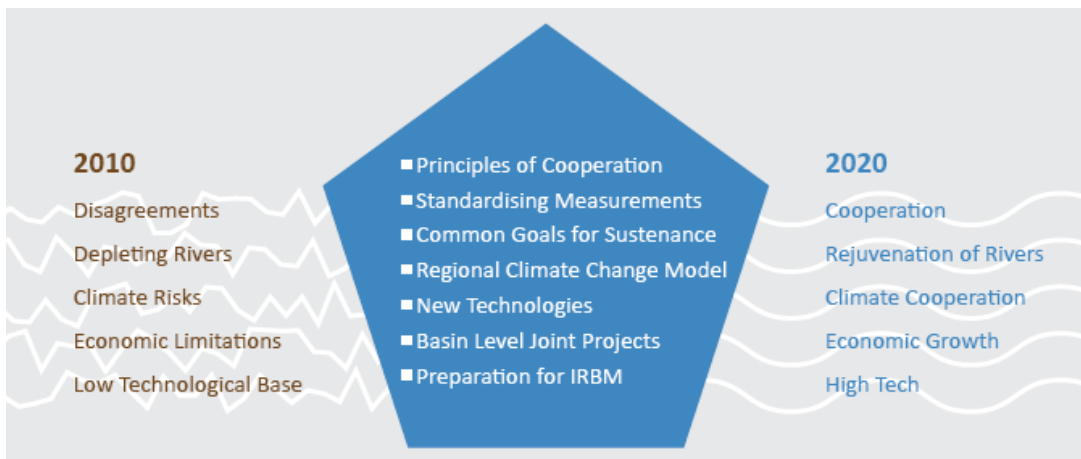 2010
Disagreements
Depleting Rivers
Climate Risks
Economic Limitations
Low Technological Base
Principles of Cooperation
Standardising Measurements
Common Goals for Sustenance
Regional Climate Change Model
New Technologies
Basin Level Joint Projects
Preparation for IRBM
2020
Cooperation
Rejuvenation of Rivers
Climate Cooperation
Economic Growth
High Tech